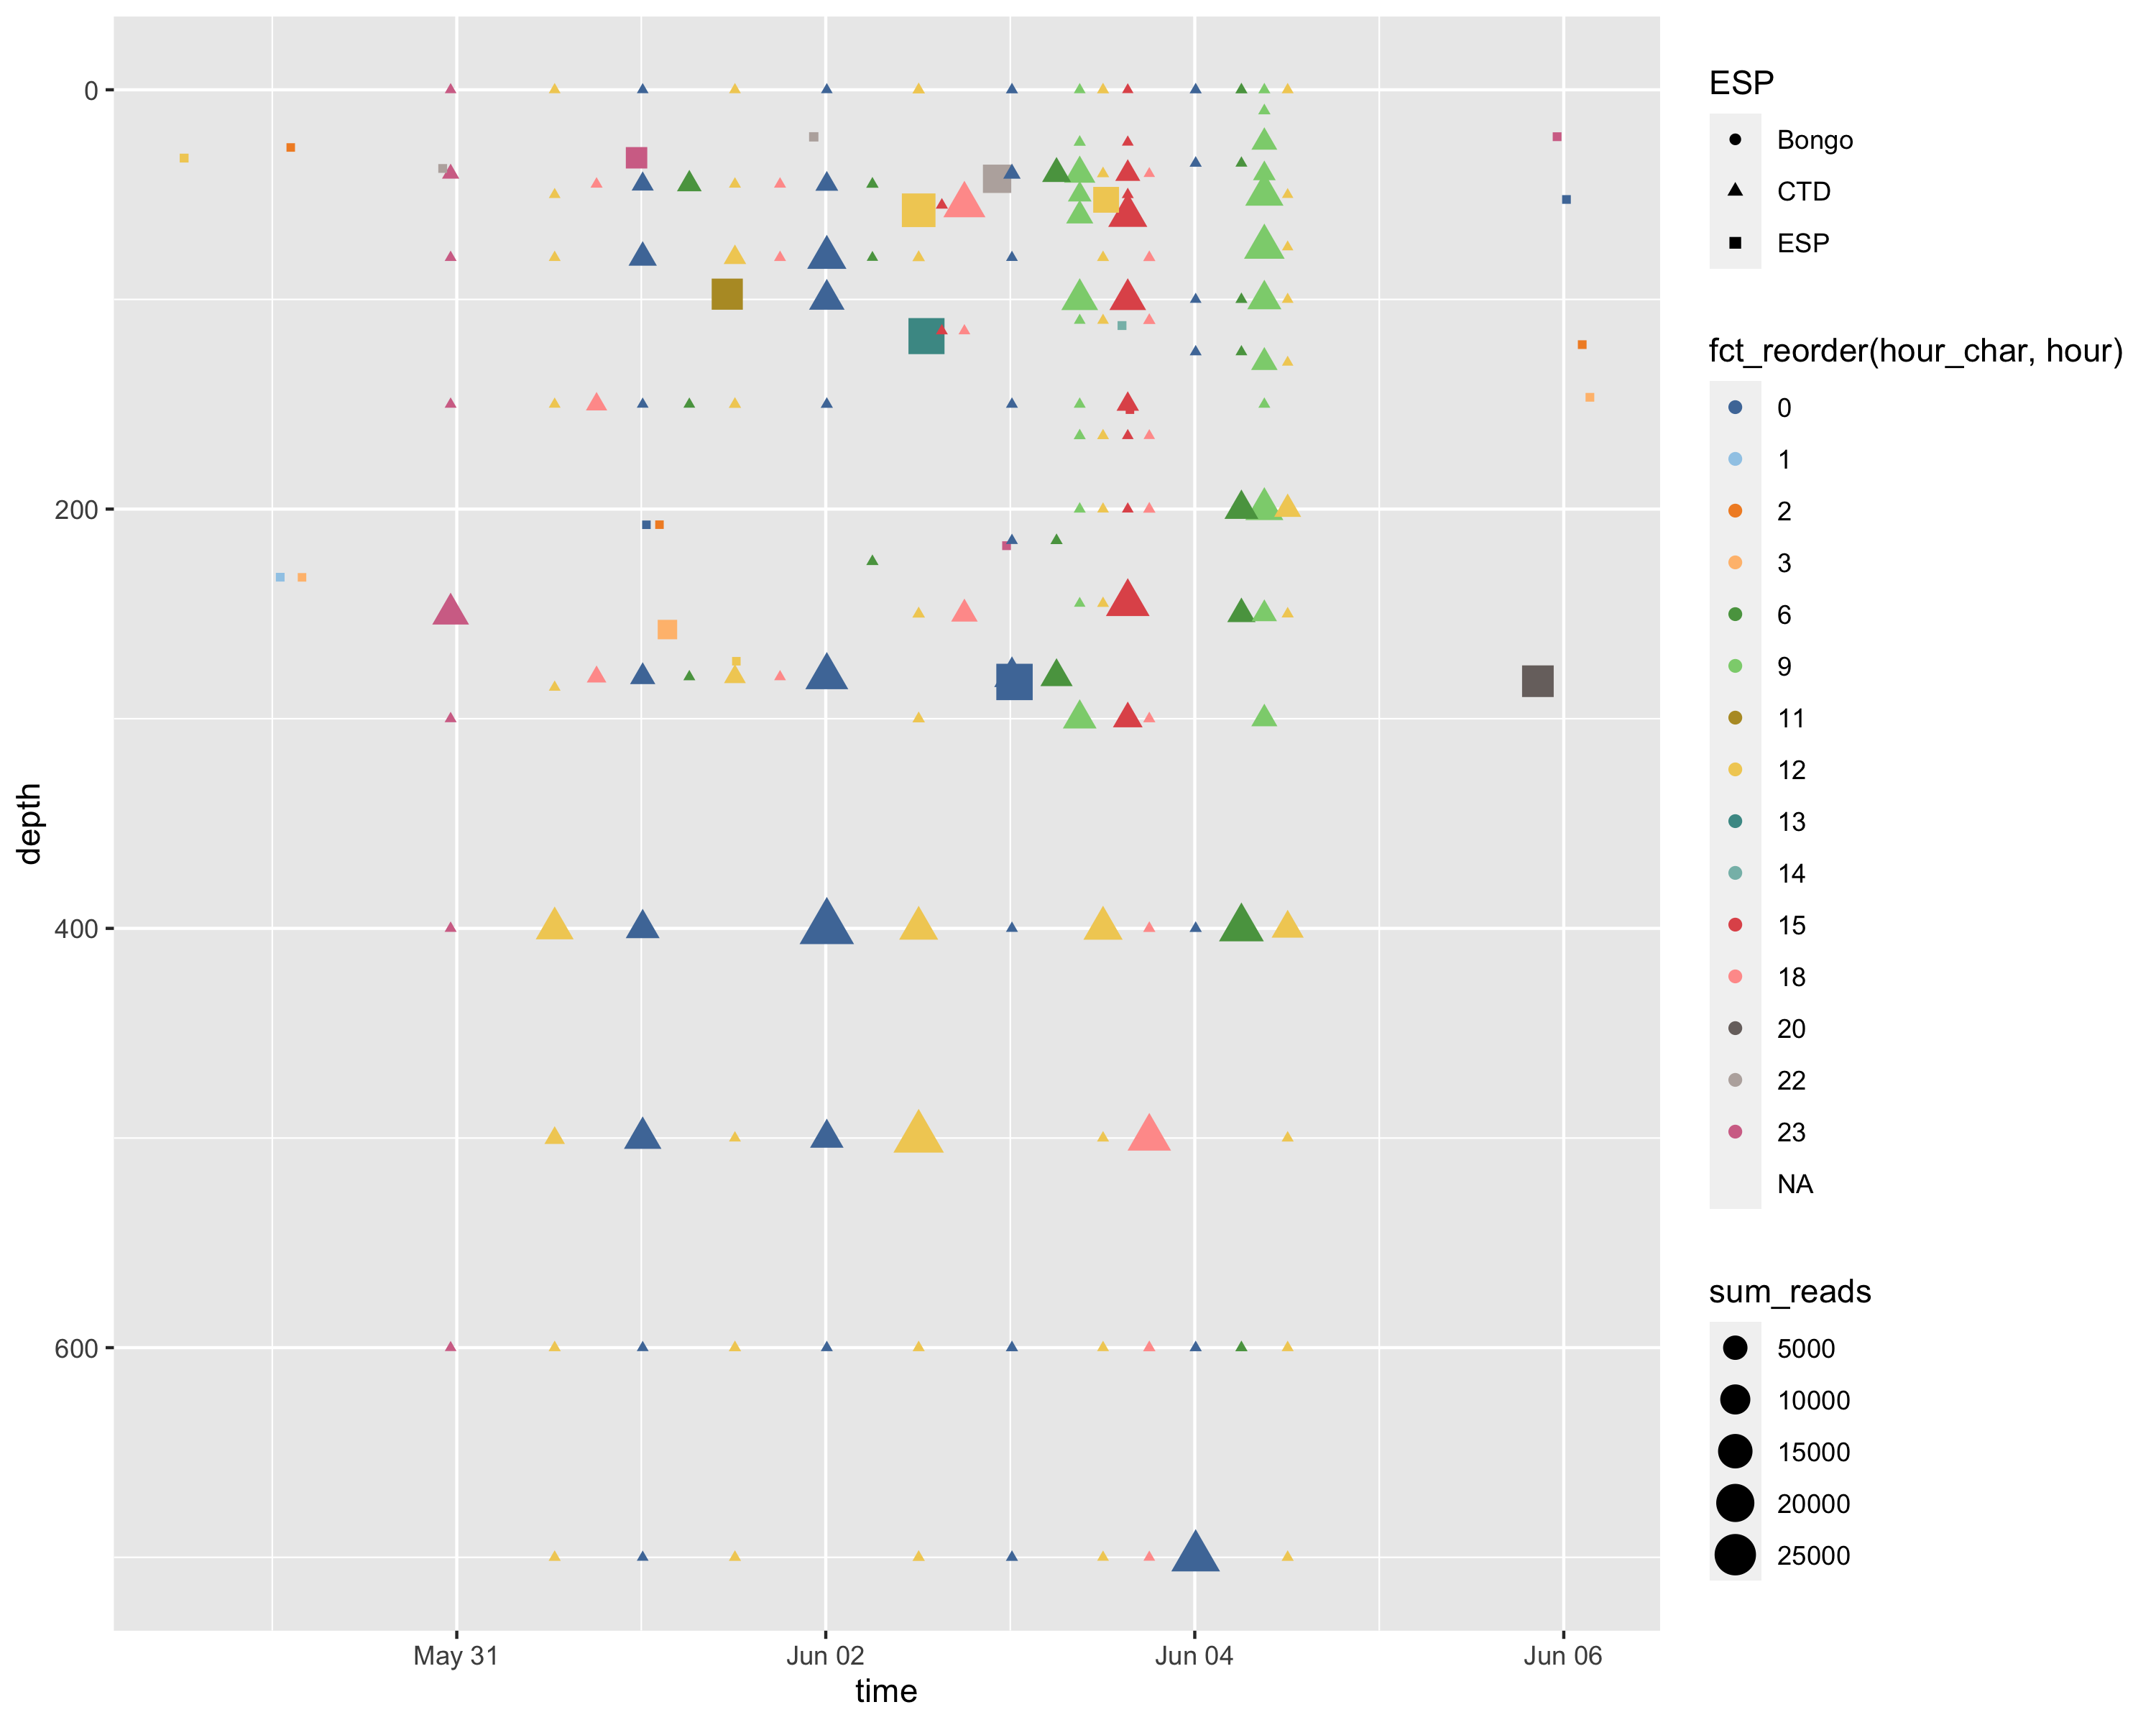 0
200
400
600
depth
May 31
Jun 02
Jun 04
Jun 06
time
ESP
Bongo
CTD
ESP
fct_reorder(hour_char, hour)
0
1
2
3
6
9
11
12
13
14
15
18
20
22
23
NA
sum_reads
5000
10000
15000
20000
25000